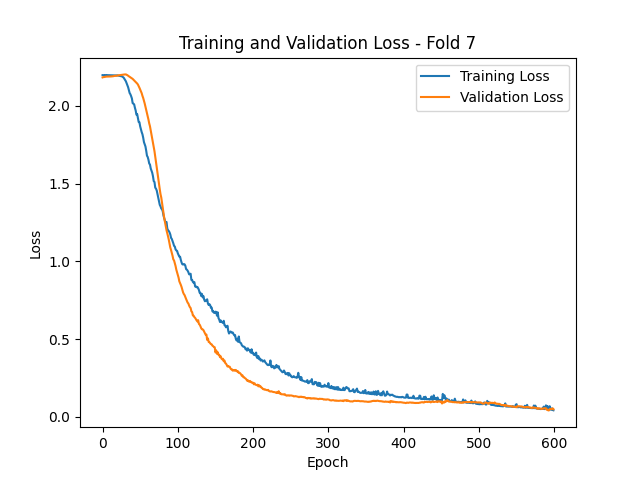 Training and Validation Loss - Fold 7
Training Loss
Validation Loss
2.0
1.5
1.0
0.5
0.0
Loss
0 100 200 300 400 500 600
Epoch